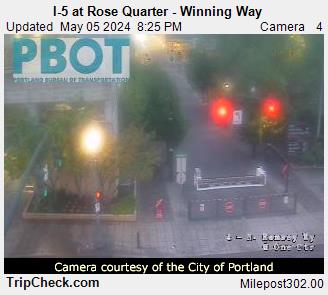 I-5 at Rose Quarter - Winning Way
Updated May 05 2024 8:25 PM Camera 4
PBOT
PORTLAND BUREAU OF TRANSPORTATION
Camera courtesy of the City of Portland
TripCheck.com Milepost302.00